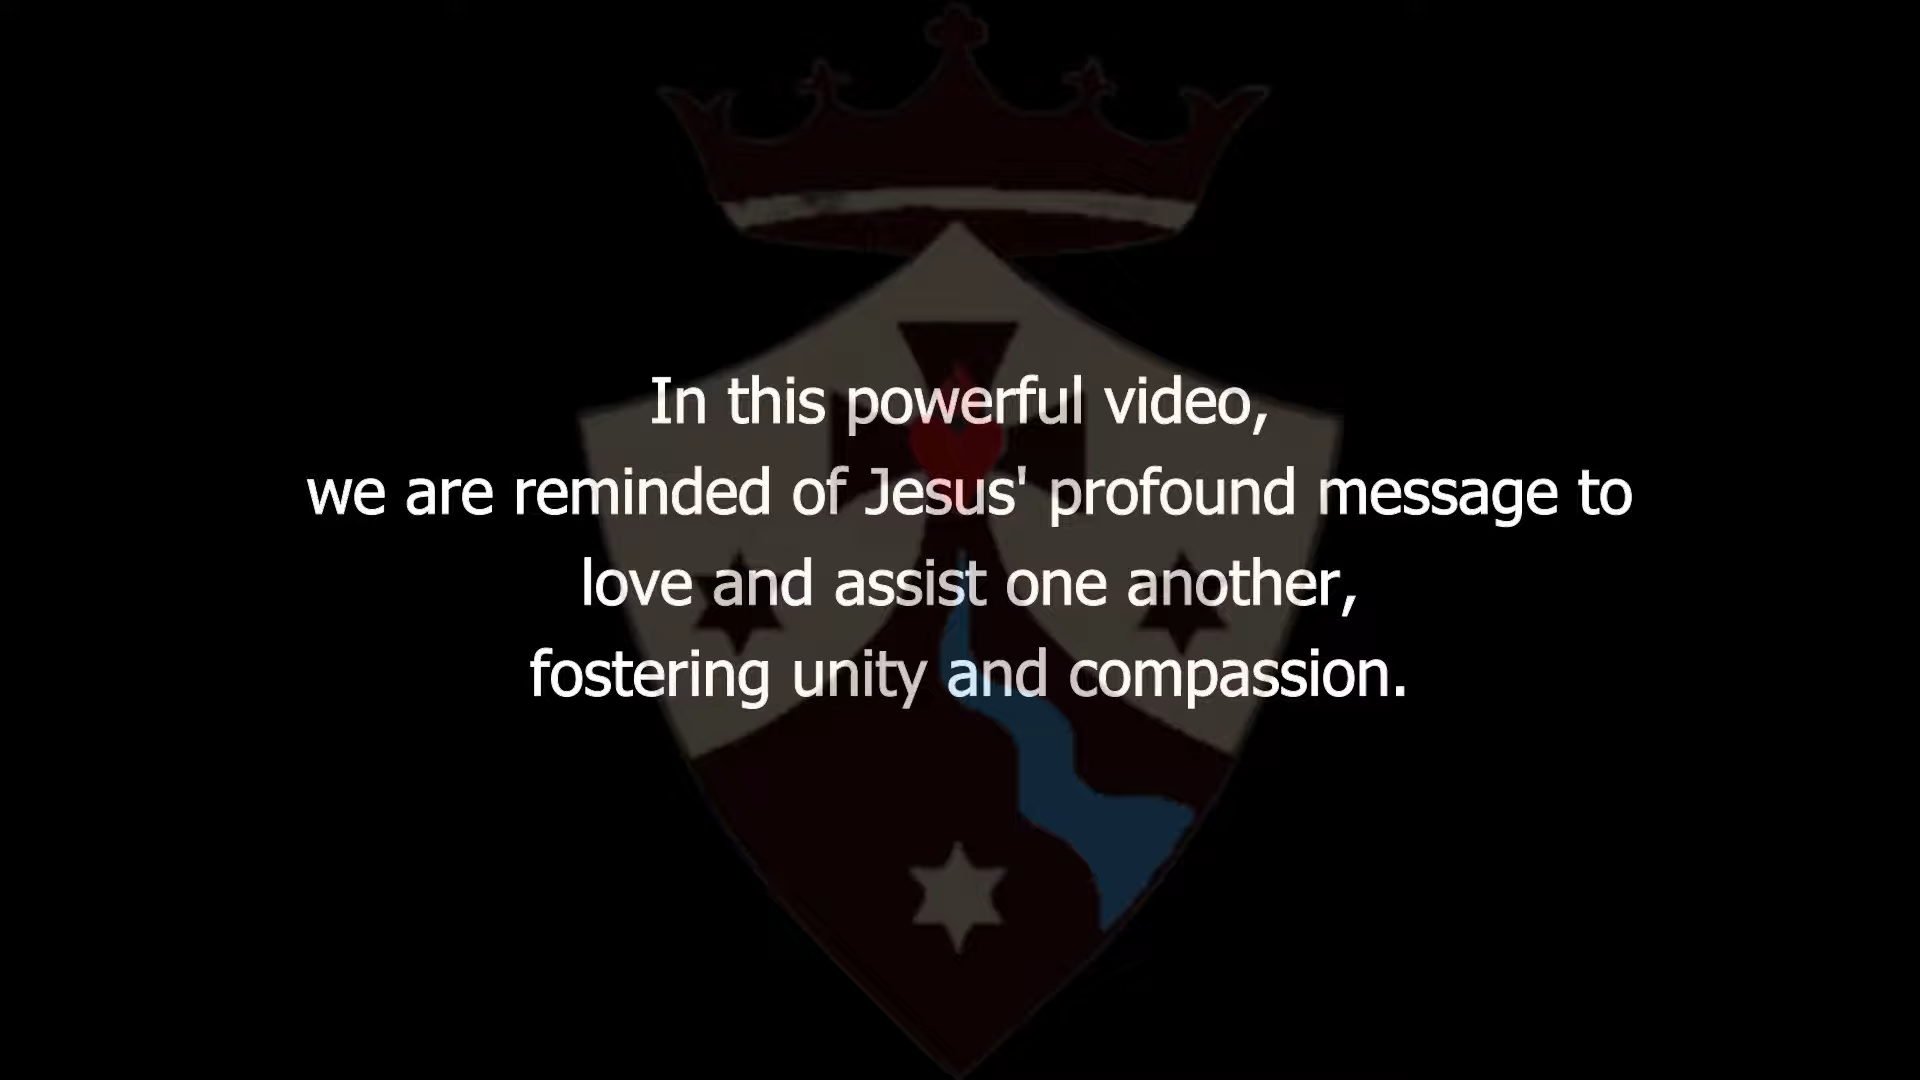 In this powerful video,
we are reminded of Jesus' profound message to
love and assist one another,
fostering unity and compassion.